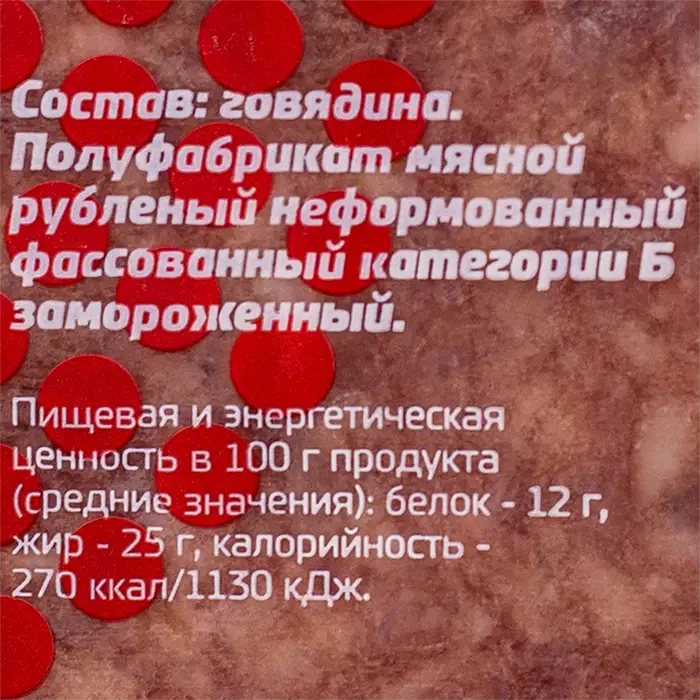 Состав: говядина.
Полуфабрикат мясной
рубленый неформованный
фассованный категории Б
замороженный.
Пищевая и энергетическая
ценность в 100 г продукта
(средние значения): белок - 12 г,
жир - 25 г, калорийность -
270 ккал/1130 кДж.